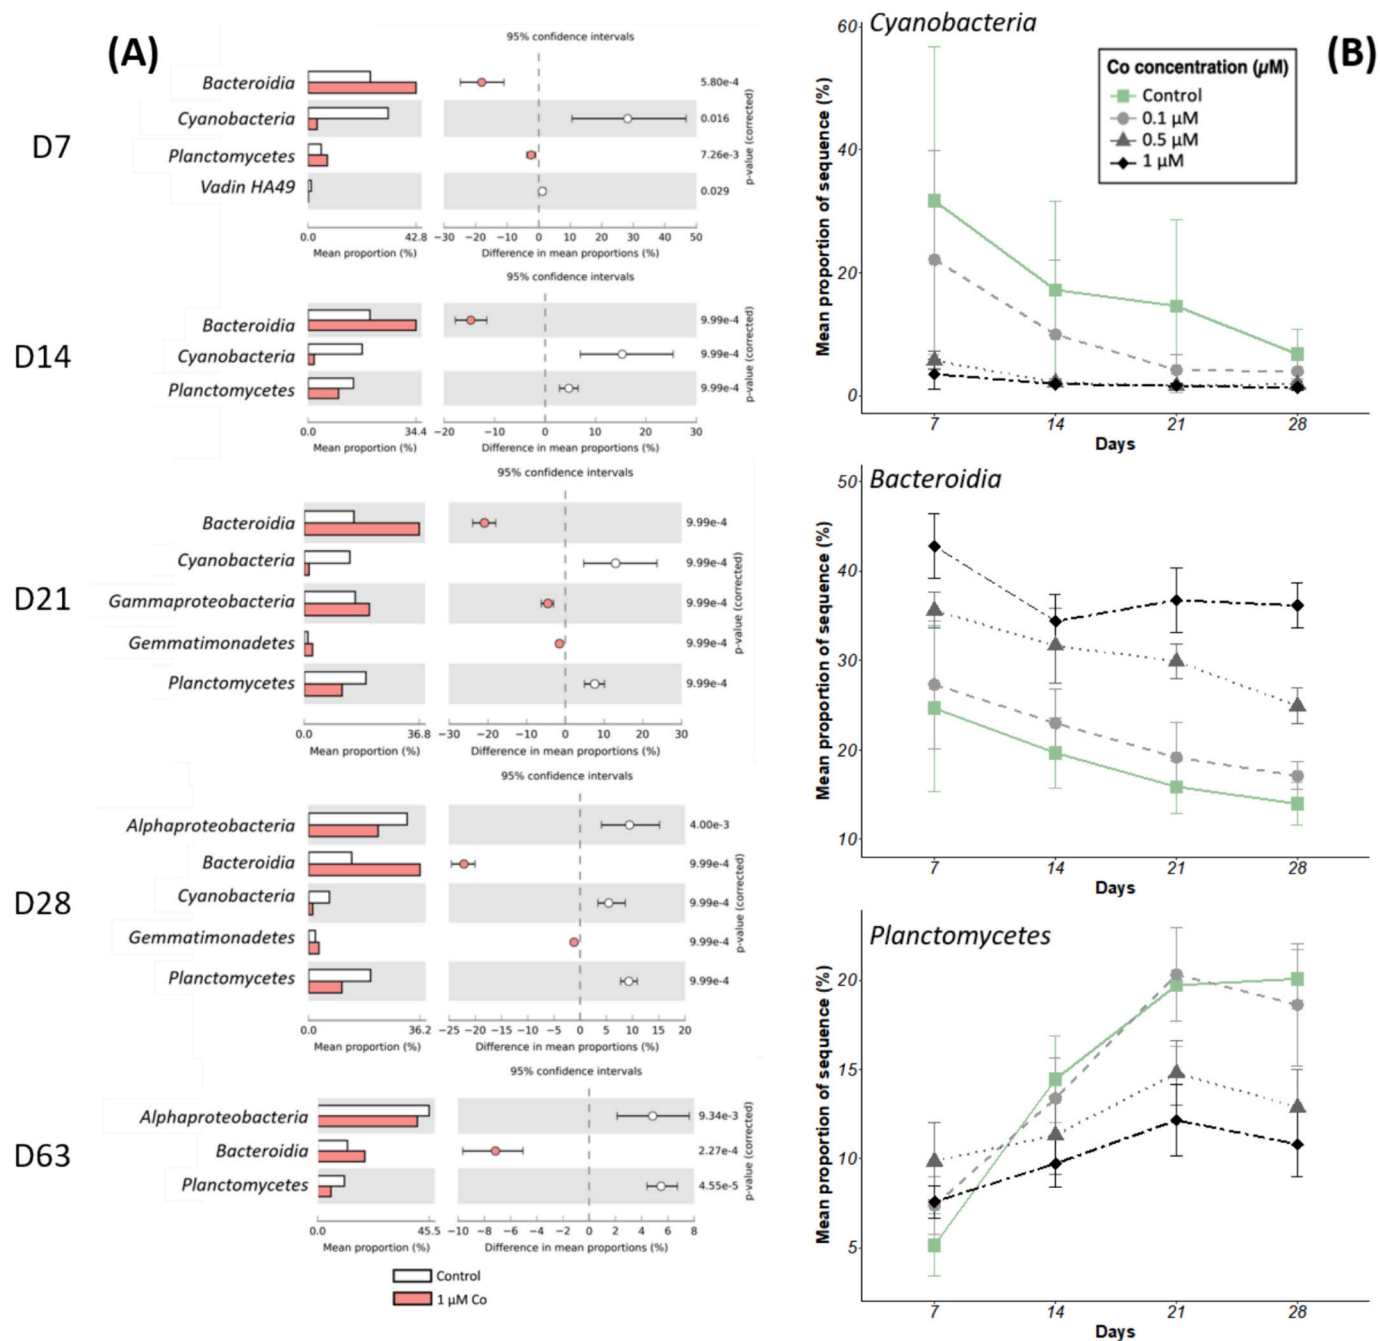 (A)
95% confidence intervals
D7
Bacteroidia
5.80e-4
Cyanobacteria
0.016
Planctomycetes
7.26e-3
Vadin HA49
0.029
p-value (corrected)
0.0 42.8
Mean proportion (%)
−30 −20 −10 0 10 20 30 40 50
Difference in mean proportions (%)
95% confidence intervals
D14
Bacteroidia
9.99e-4
Cyanobacteria
9.99e-4
Planctomycetes
9.99e-4
p-value (corrected)
0.0 34.4
Mean proportion (%)
−20 −10 0 10 20 30
Difference in mean proportions (%)
95% confidence intervals
D21
Bacteroidia
9.99e-4
Cyanobacteria
9.99e-4
Gammaproteobacteria
9.99e-4
Gemmatimonadetes
9.99e-4
Planctomycetes
9.99e-4
p-value (corrected)
0.0 36.8
Mean proportion (%)
−30 −20 −10 0 10 20 30
Difference in mean proportions (%)
95% confidence intervals
D28
Alphaproteobacteria
4.00e-3
Bacteroidia
9.99e-4
Cyanobacteria
9.99e-4
Gemmatimonadetes
9.99e-4
Planctomycetes
9.99e-4
p-value (corrected)
0.0 36.2
Mean proportion (%)
−25 −20 −15 −10 −5 0 5 10 15 20
Difference in mean proportions (%)
95% confidence intervals
D63
Alphaproteobacteria
9.34e-3
Bacteroidia
2.27e-4
Planctomycetes
4.55e-5
p-value (corrected)
0.0 45.5
Mean proportion (%)
−10 −8 −6 −4 −2 0 2 4 6 8
Difference in mean proportions (%)
Control
1 µM Co
(B)
Cyanobacteria
Co concentration (µM)
Control
0.1 µM
0.5 µM
1 µM
Mean proportion of sequence (%)
60
40
20
0
7 14 21 28
Days
Bacteroidia
Mean proportion of sequence (%)
50
40
30
20
10
7 14 21 28
Days
Planctomycetes
Mean proportion of sequence (%)
20
15
10
5
7 14 21 28
Days